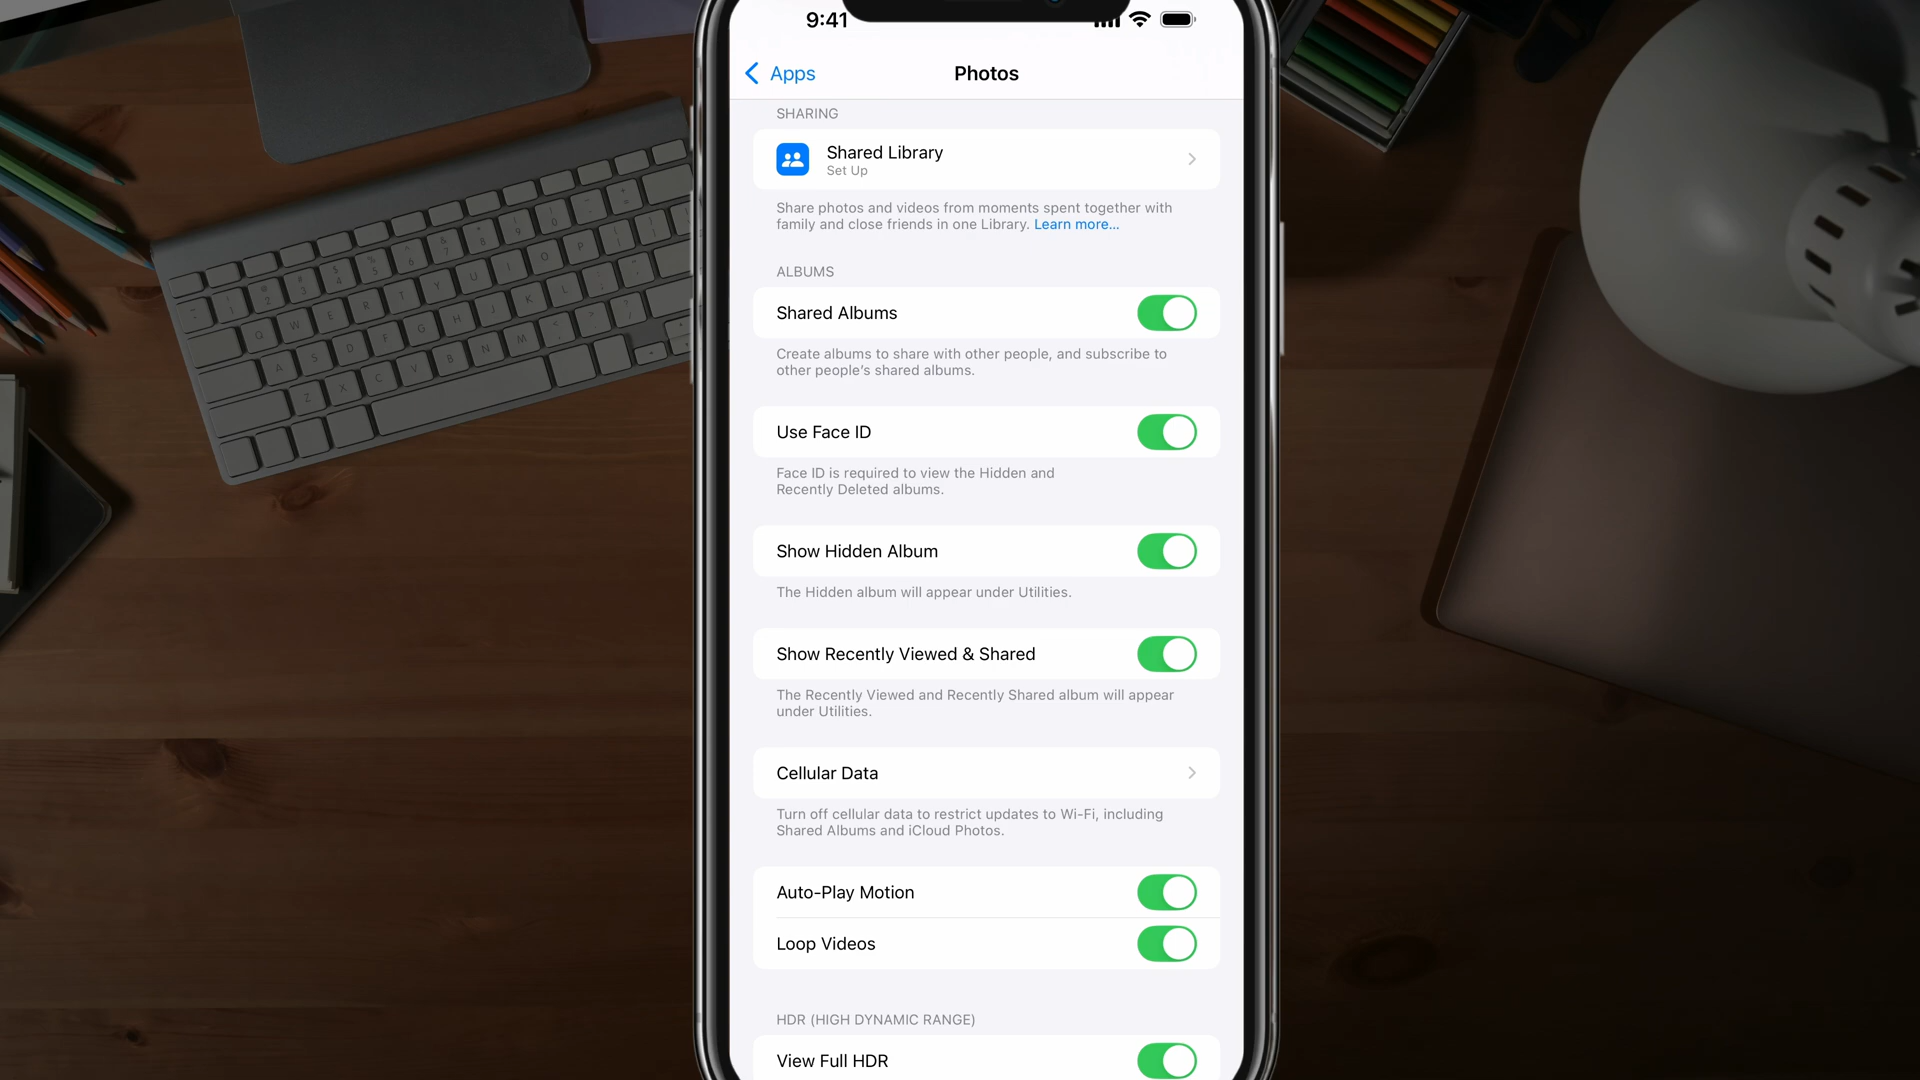 9:41
Apps
Photos
SHARING
Shared Library
Set Up
Share photos and videos from moments spent together with
family and close friends in one Library. Learn more...
ALBUMS
Shared Albums
Create albums to share with other people, and subscribe to
other people's shared albums.
Use Face ID
Face ID is required to view the Hidden and
Recently Deleted albums.
Show Hidden Album
The Hidden album will appear under Utilities.
Show Recently Viewed & Shared
The Recently Viewed and Recently Shared album will appear
under Utilities.
Cellular Data
Turn off cellular data to restrict updates to Wi-Fi, including
Shared Albums and iCloud Photos.
Auto-Play Motion
Loop Videos
HDR (HIGH DYNAMIC RANGE)
View Full HDR